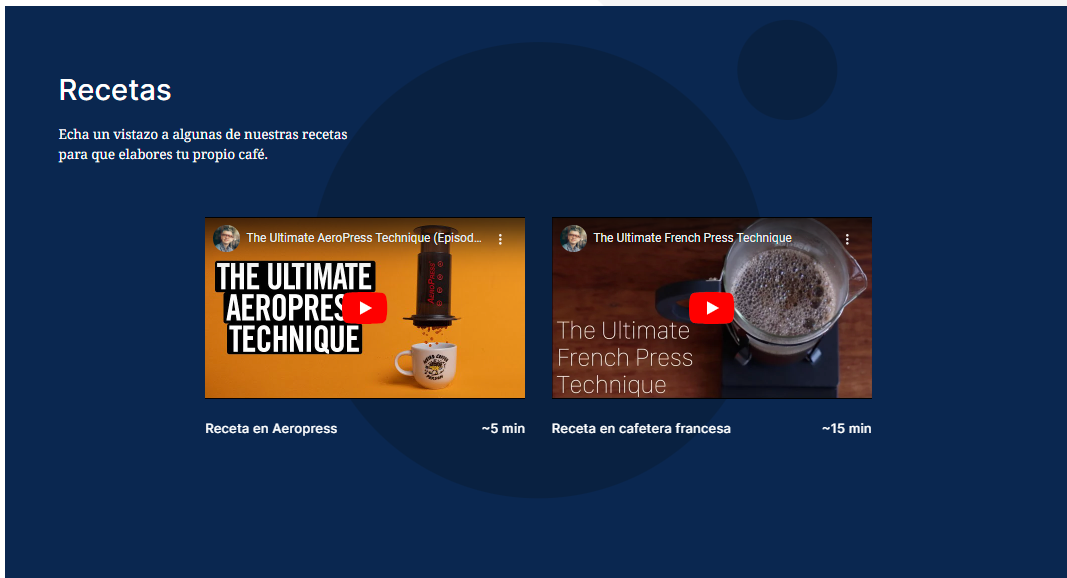 Recetas
Echa un vistazo a algunas de nuestras recetas
para que elabores tu propio café.
The Ultimate AeroPress Technique (Episod...
THE ULTIMATE
AEROPRESS
TECHNIQUE
AeroPress
The Ultimate French Press Technique
The Ultimate
French Press
Technique
Receta en Aeropress
~5 min
Receta en cafetera francesa
~15 min